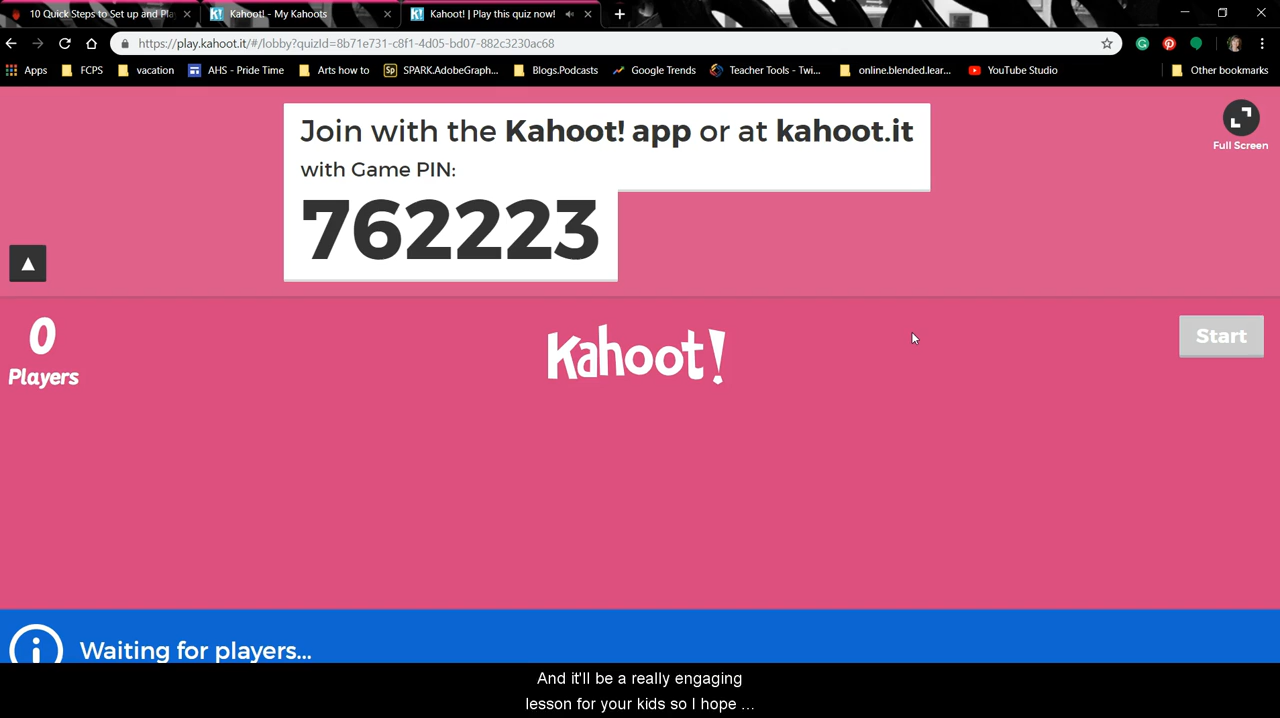 10 Quick Steps to Set up and Pla
Kahoot! - My Kahoots
Kahoot! | Play this quiz now!
https://play.kahoot.it/#/lobby?quizId=8b71e731-c8f1-4d05-bd07-882c3230ac68
Apps FCPS vacation AHS - Pride Time Arts how to Sp SPARK.AdobeGraph... Blogs.Podcasts Google Trends Teacher Tools - Twi... online.blended.lear... YouTube Studio Other bookmarks
Join with the Kahoot! app or at kahoot.it
with Game PIN:
762223
Full Screen
0
Players
Kahoot!
Start
Waiting for players...
And it'll be a really engaging
lesson for your kids so I hope ...